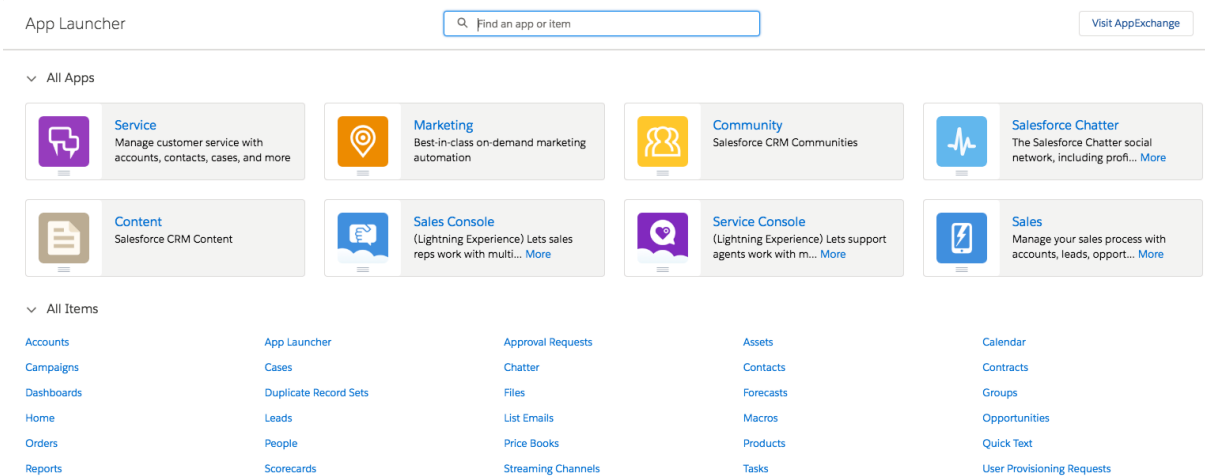 App Launcher
Find an app or item
Visit AppExchange
All Apps
Service
Manage customer service with
accounts, contacts, cases, and more
Marketing
Best-in-class on-demand marketing
automation
Community
Salesforce CRM Communities
Salesforce Chatter
The Salesforce Chatter social
network, including profi... More
Content
Salesforce CRM Content
Sales Console
(Lightning Experience) Lets sales
reps work with multi... More
Service Console
(Lightning Experience) Lets support
agents work with m... More
Sales
Manage your sales process with
accounts, leads, opport... More
All Items
Accounts App Launcher Approval Requests Assets Calendar
Campaigns Cases Chatter Contacts Contracts
Dashboards Duplicate Record Sets Files Forecasts Groups
Home Leads List Emails Macros Opportunities
Orders People Price Books Products Quick Text
Reports Scorecards Streaming Channels Tasks User Provisioning Requests